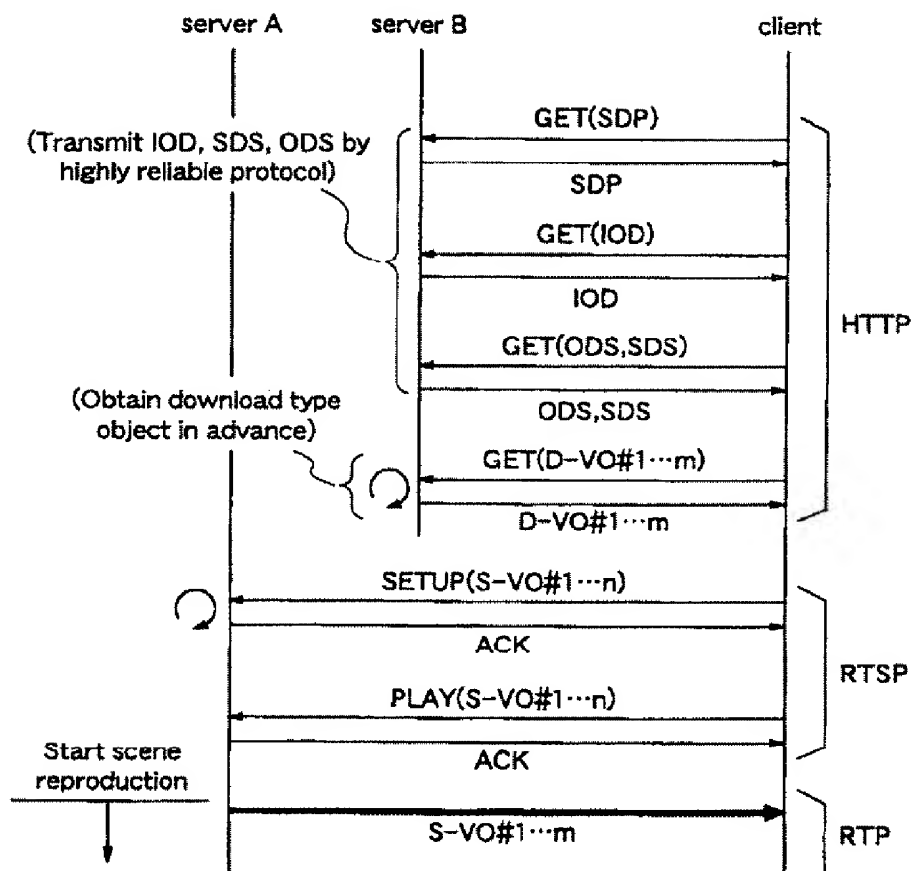 server A
server B
client
GET(SDP)
(Transmit IOD, SDS, ODS by
highly reliable protocol)
SDP
GET(IOD)
IOD
HTTP
GET(ODS,SDS)
ODS,SDS
(Obtain download type
object in advance)
GET(D-VO#1···m)
D-VO#1···m
SETUP(S-VO#1···n)
ACK
RTSP
PLAY(S-VO#1···n)
ACK
Start scene
reproduction
S-VO#1···m
RTP